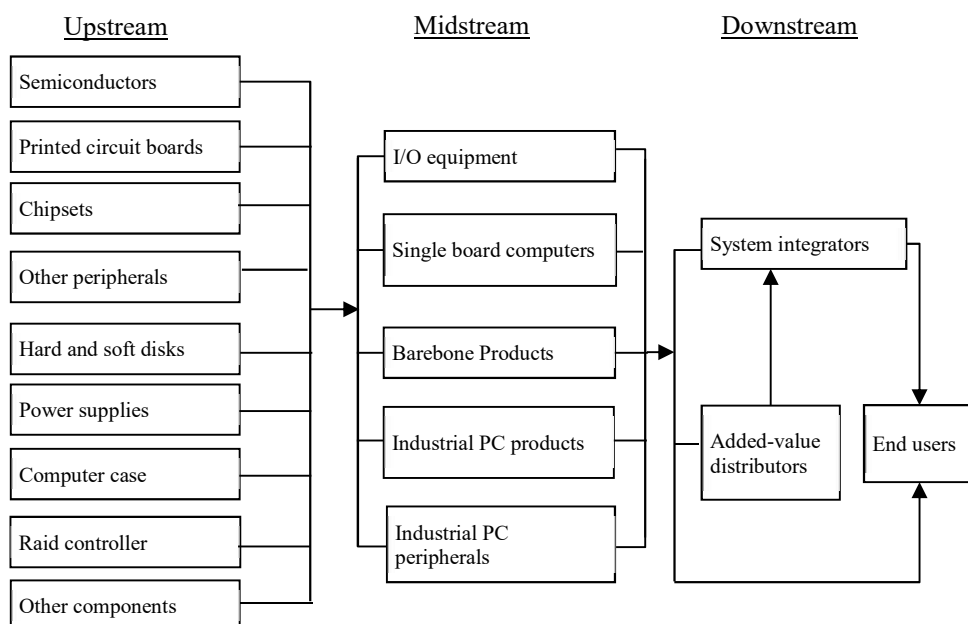 Upstream
Midstream
Downstream
Semiconductors
Printed circuit boards
Chipsets
Other peripherals
Hard and soft disks
Power supplies
Computer case
Raid controller
Other components
I/O equipment
Single board computers
Barebone Products
Industrial PC products
Industrial PC
peripherals
System integrators
Added-value
distributors
End users